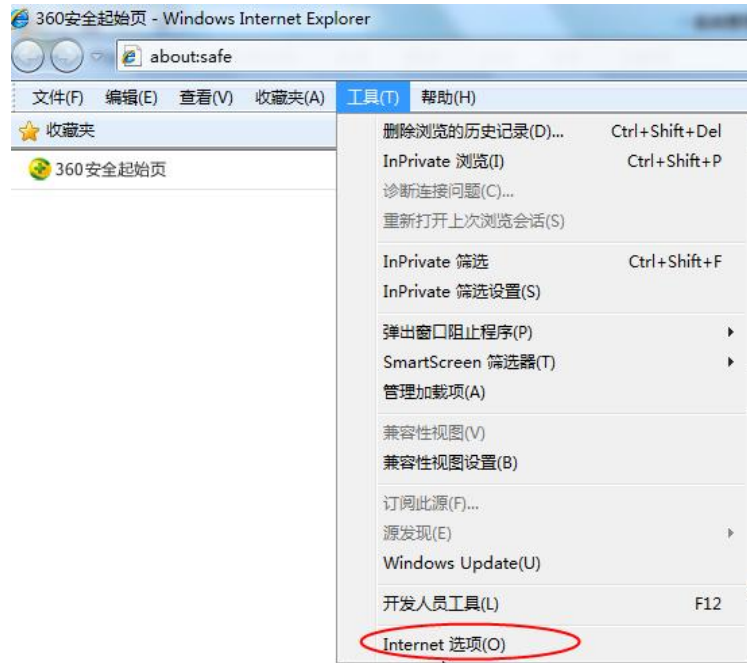 360安全起始页 - Windows Internet Explorer
about:safe
文件(F) 编辑(E) 查看(V) 收藏夹(A) 工具(T) 帮助(H)
收藏夹
360安全起始页
删除浏览的历史记录(D)... Ctrl+Shift+Del
InPrivate 浏览(I) Ctrl+Shift+P
诊断连接问题(C)...
重新打开上次浏览会话(S)
InPrivate 筛选 Ctrl+Shift+F
InPrivate 筛选设置(S)
弹出窗口阻止程序(P)
SmartScreen 筛选器(T)
管理加载项(A)
兼容性视图(V)
兼容性视图设置(B)
订阅此源(F)...
源发现(E)
Windows Update(U)
开发人员工具(L) F12
Internet 选项(O)